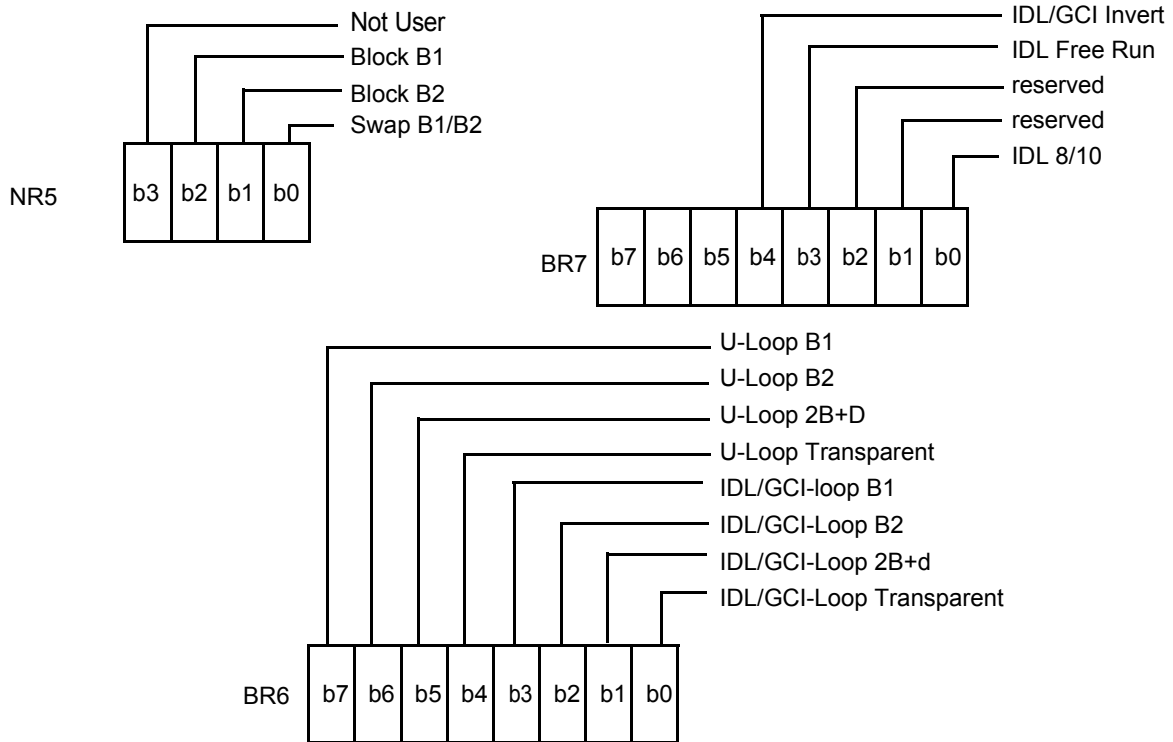 Not User
Block B1
Block B2
Swap B1/B2
NR5
b3 b2 b1 b0
IDL/GCI Invert
IDL Free Run
reserved
reserved
IDL 8/10
BR7
b7 b6 b5 b4 b3 b2 b1 b0
U-Loop B1
U-Loop B2
U-Loop 2B+D
U-Loop Transparent
IDL/GCI-loop B1
IDL/GCI-Loop B2
IDL/GCI-Loop 2B+d
IDL/GCI-Loop Transparent
BR6
b7 b6 b5 b4 b3 b2 b1 b0